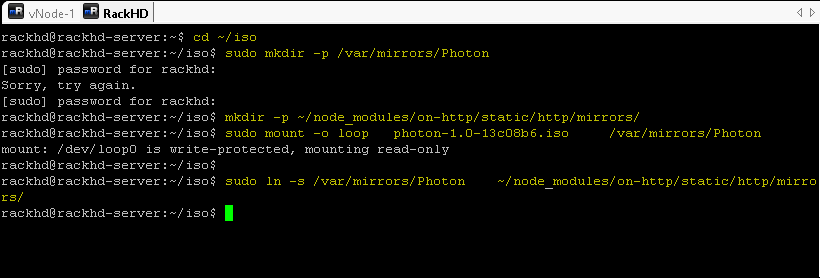 vNode-1 RackHD
rackhd@rackhd-server:~$ cd ~/iso
rackhd@rackhd-server:~/iso$ sudo mkdir -p /var/mirrors/Photon
[sudo] password for rackhd:
Sorry, try again.
[sudo] password for rackhd:
rackhd@rackhd-server:~/iso$ mkdir -p ~/node_modules/on-http/static/http/mirrors/
rackhd@rackhd-server:~/iso$ sudo mount -o loop   photon-1.0-13c08b6.iso     /var/mirrors/Photon
mount: /dev/loop0 is write-protected, mounting read-only
rackhd@rackhd-server:~/iso$
rackhd@rackhd-server:~/iso$ sudo ln -s /var/mirrors/Photon    ~/node_modules/on-http/static/http/mirro
rs/
rackhd@rackhd-server:~/iso$